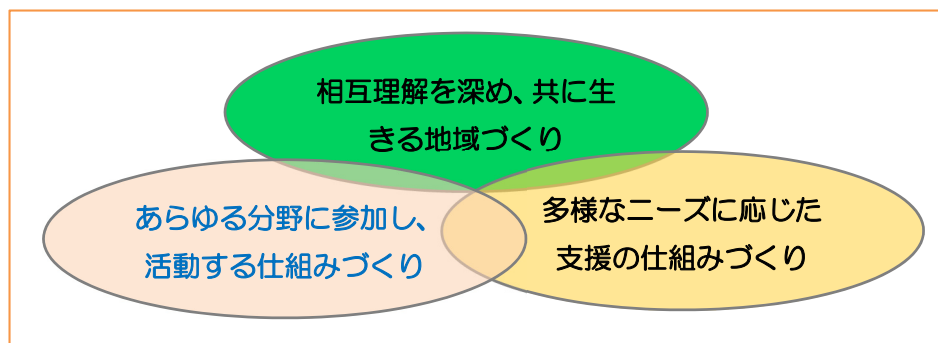 相互理解を深め、共に生
きる地域づくり
あらゆる分野に参加し、
活動する仕組みづくり
多様なニーズに応じた
支援の仕組みづくり